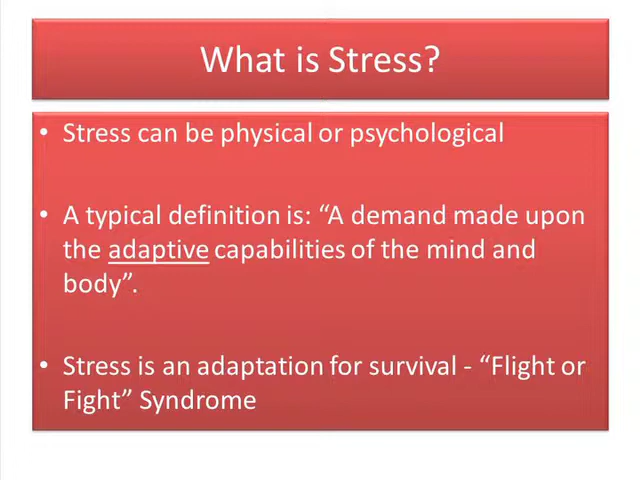 What is Stress?
• Stress can be physical or psychological
• A typical definition is: “A demand made upon
the adaptive capabilities of the mind and
body”.
• Stress is an adaptation for survival - “Flight or
Fight” Syndrome